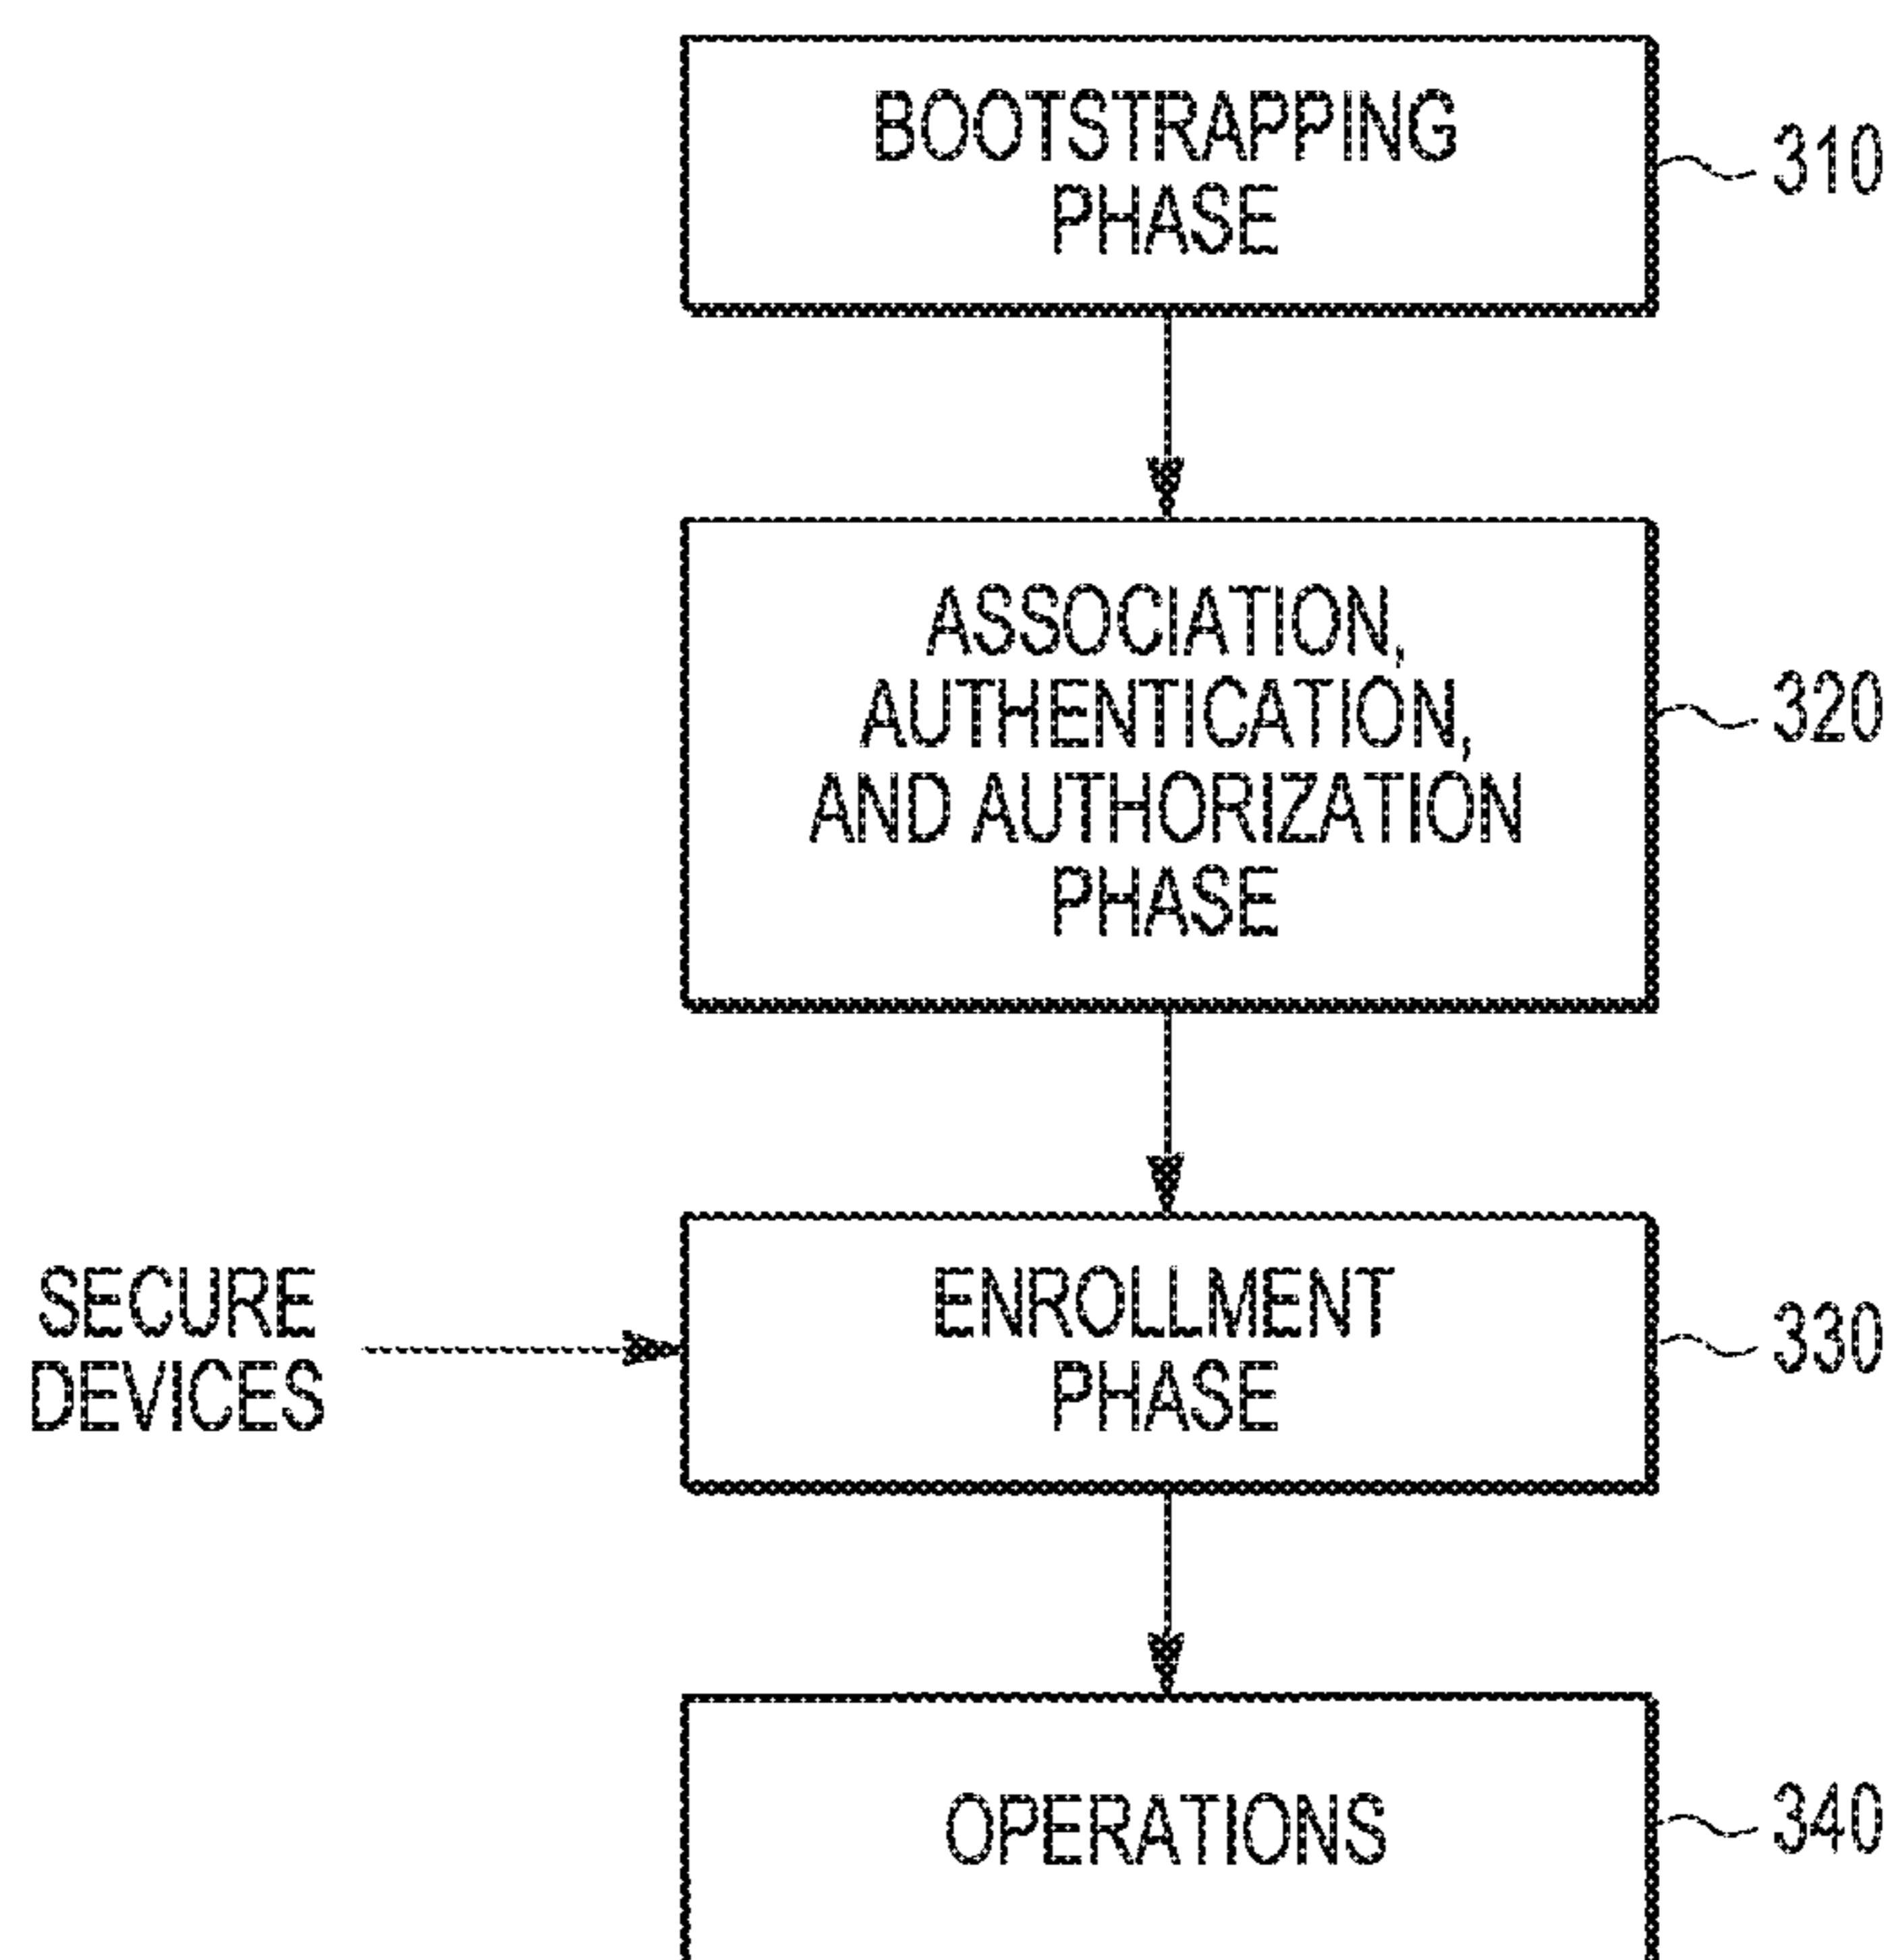 BOOTSTRAPPING
PHASE
310
ASSOCIATION,
AUTHENTICATION,
AND AUTHORIZATION
PHASE
320
SECURE
DEVICES
ENROLLMENT
PHASE
330
OPERATIONS
340